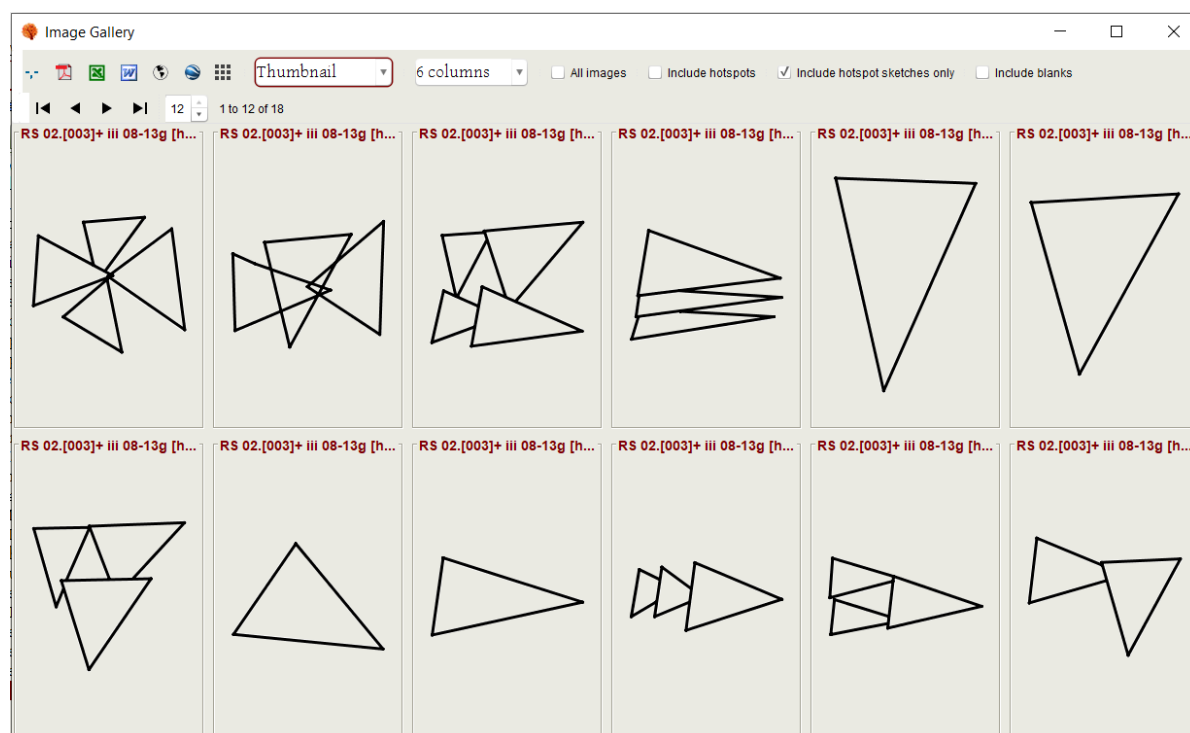 Image Gallery
Thumbnail 6 columns All images Include hotspots Include hotspot sketches only Include blanks
12 1 to 12 of 18
RS 02.[003]+ iii 08-13g [h... RS 02.[003]+ iii 08-13g [h... RS 02.[003]+ iii 08-13g [h... RS 02.[003]+ iii 08-13g [h... RS 02.[003]+ iii 08-13g [h... RS 02.[003]+ iii 08-13g [h...
RS 02.[003]+ iii 08-13g [h... RS 02.[003]+ iii 08-13g [h... RS 02.[003]+ iii 08-13g [h... RS 02.[003]+ iii 08-13g [h... RS 02.[003]+ iii 08-13g [h... RS 02.[003]+ iii 08-13g [h...